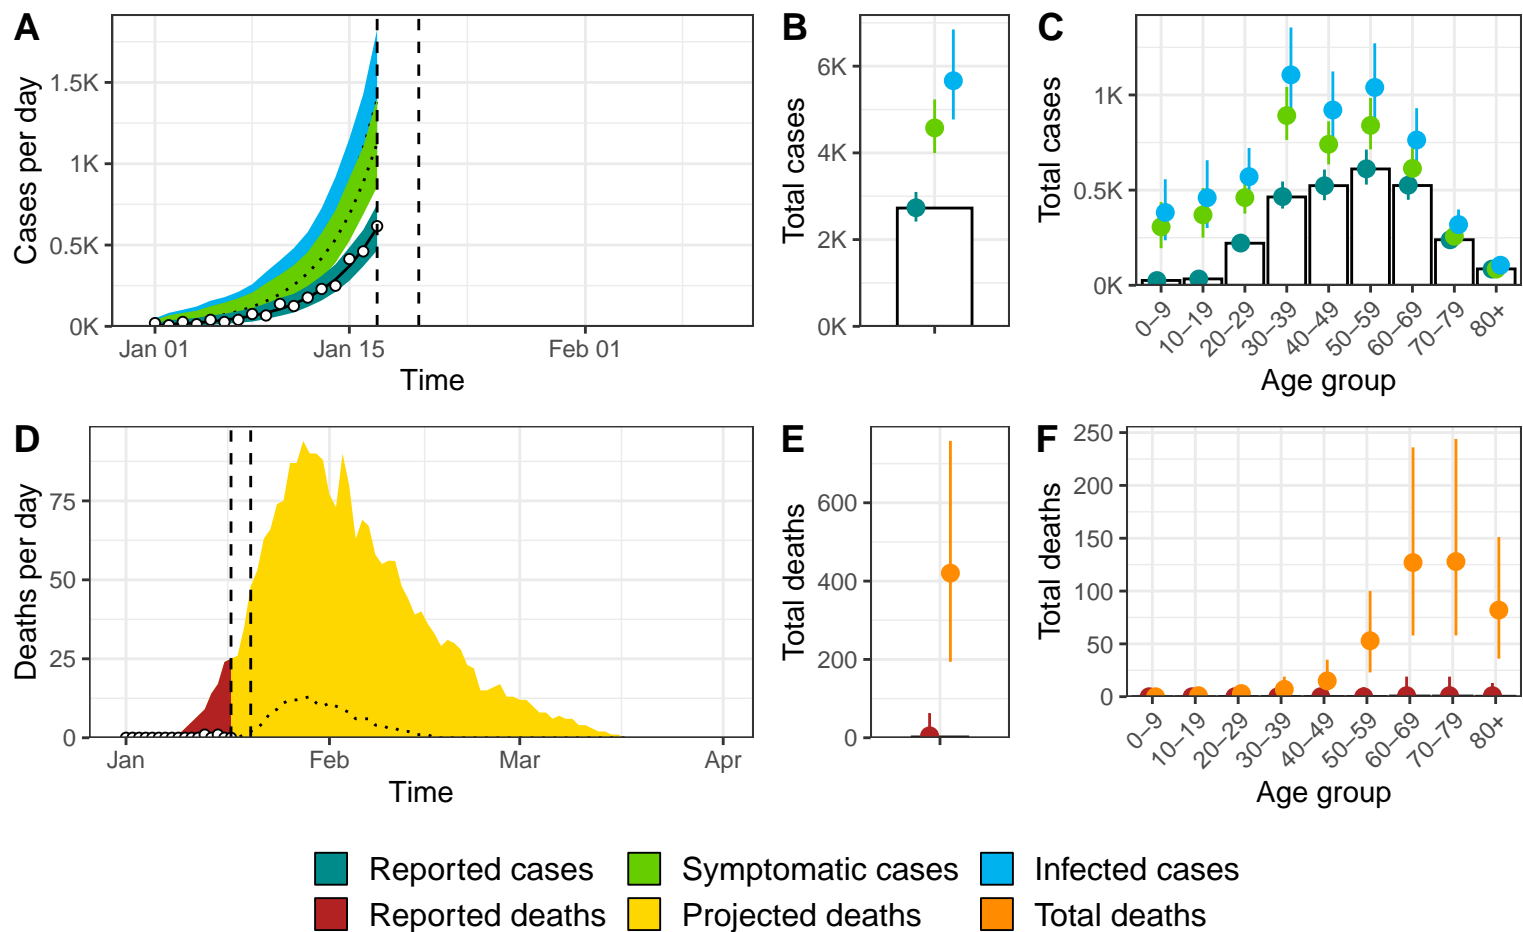 A
Cases per day
1.5K
1K
0.5K
0K
Jan 01
Jan 15
Feb 01
Time
B
Total cases
6K
4K
2K
0K
C
Total cases
1K
0.5K
0K
0–9
10–19
20–29
30–39
40–49
50–59
60–69
70–79
80+
Age group
D
Deaths per day
75
50
25
0
Jan
Feb
Mar
Apr
Time
E
Total deaths
600
400
200
0
F
Total deaths
250
200
150
100
50
0
0–9
10–19
20–29
30–39
40–49
50–59
60–69
70–79
80+
Age group
Reported cases
Symptomatic cases
Infected cases
Reported deaths
Projected deaths
Total deaths